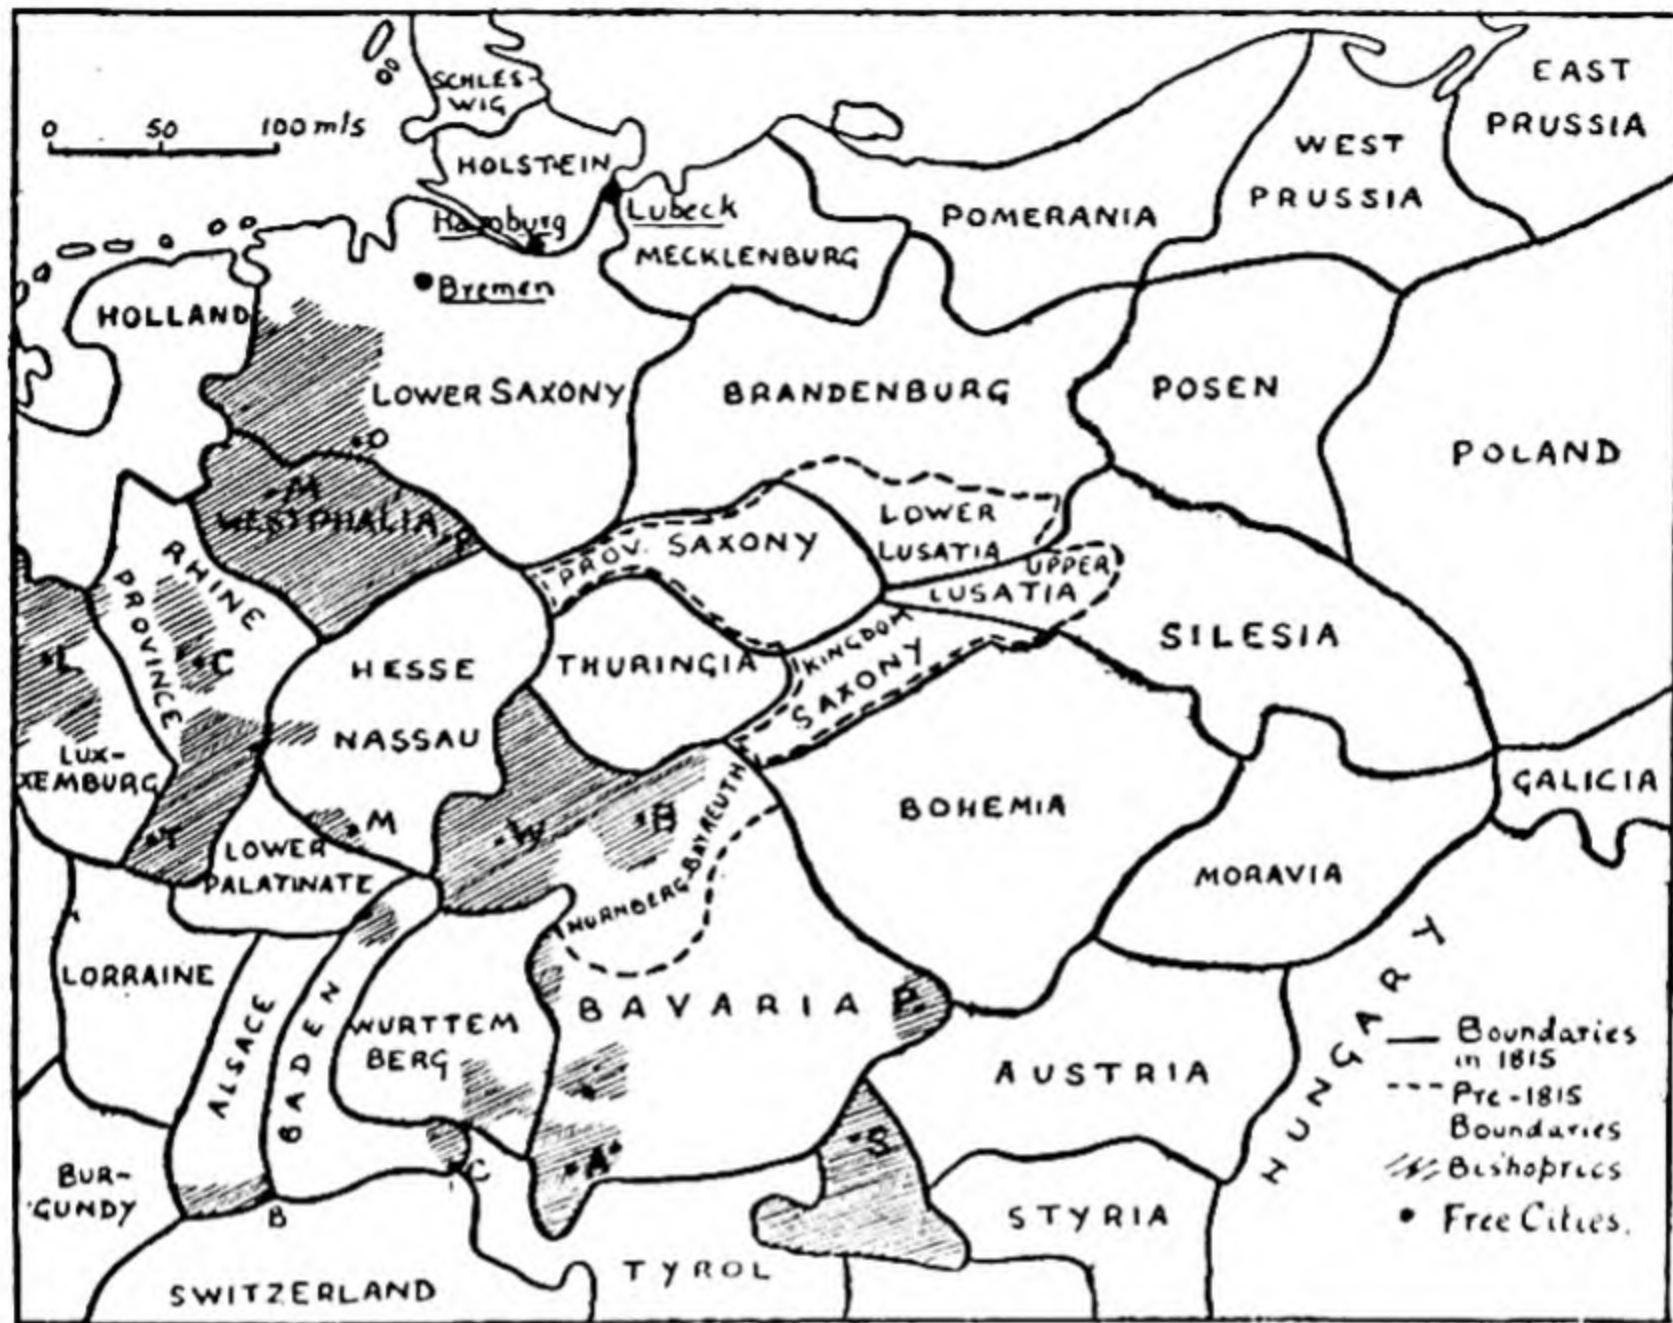 SCHLES-
WIG
EAST
PRUSSIA
0 50 100 mls
WEST
PRUSSIA
HOLSTEIN
Hamburg
Lubeck
POMERANIA
MECKLENBURG
Bremen
HOLLAND
LOWER SAXONY
BRANDENBURG
POSEN
O
POLAND
M
WESTPHALIA
P
LOWER
LUSATIA
PROV. SAXONY
UPPER
LUSATIA
RHINE
PROVINCE
L
C
HESSE
NASSAU
THURINGIA
KINGDOM
SAXONY
SILESIA
LUX-
XEMBURG
GALICIA
T
M
W
B
BOHEMIA
LOWER
PALATINATE
NURNBERG-BAYREUTH
MORAVIA
LORRAINE
BAVARIA
P
HUNGARY
ALSACE
BADEN
WURTTEM
BERG
AUSTRIA
Boundaries
in 1815
Pre-1815
Boundaries
Bishoprics
Free Cities.
A
S
C
BUR-
GUNDY
B
STYRIA
TYROL
SWITZERLAND